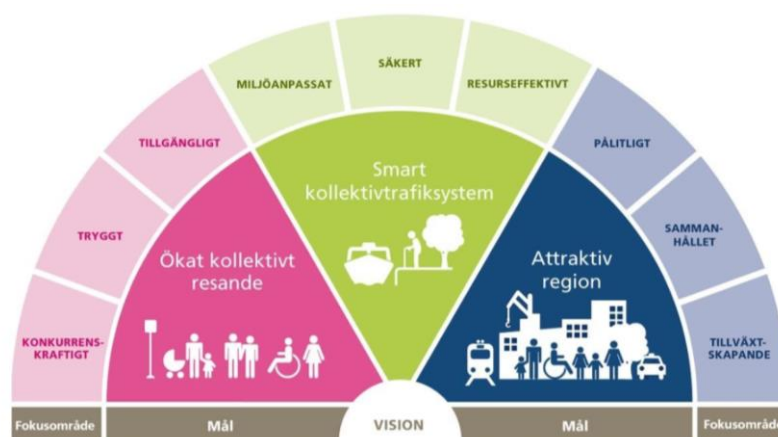 MILJÖANPASSAT
SÄKERT
RESURSEFFEKTIVT
TILLGÄNGLIGT
PÅLITLIGT
TRYGGT
SAMMAN-
HÅLLET
KONKURRENS-
KRAFTIGT
TILLVÄXT-
SKAPANDE
Smart
kollektivtrafiksystem
Ökat kollektivt
resande
Attraktiv
region
Fokusområde
Mål
VISION
Mål
Fokusområde